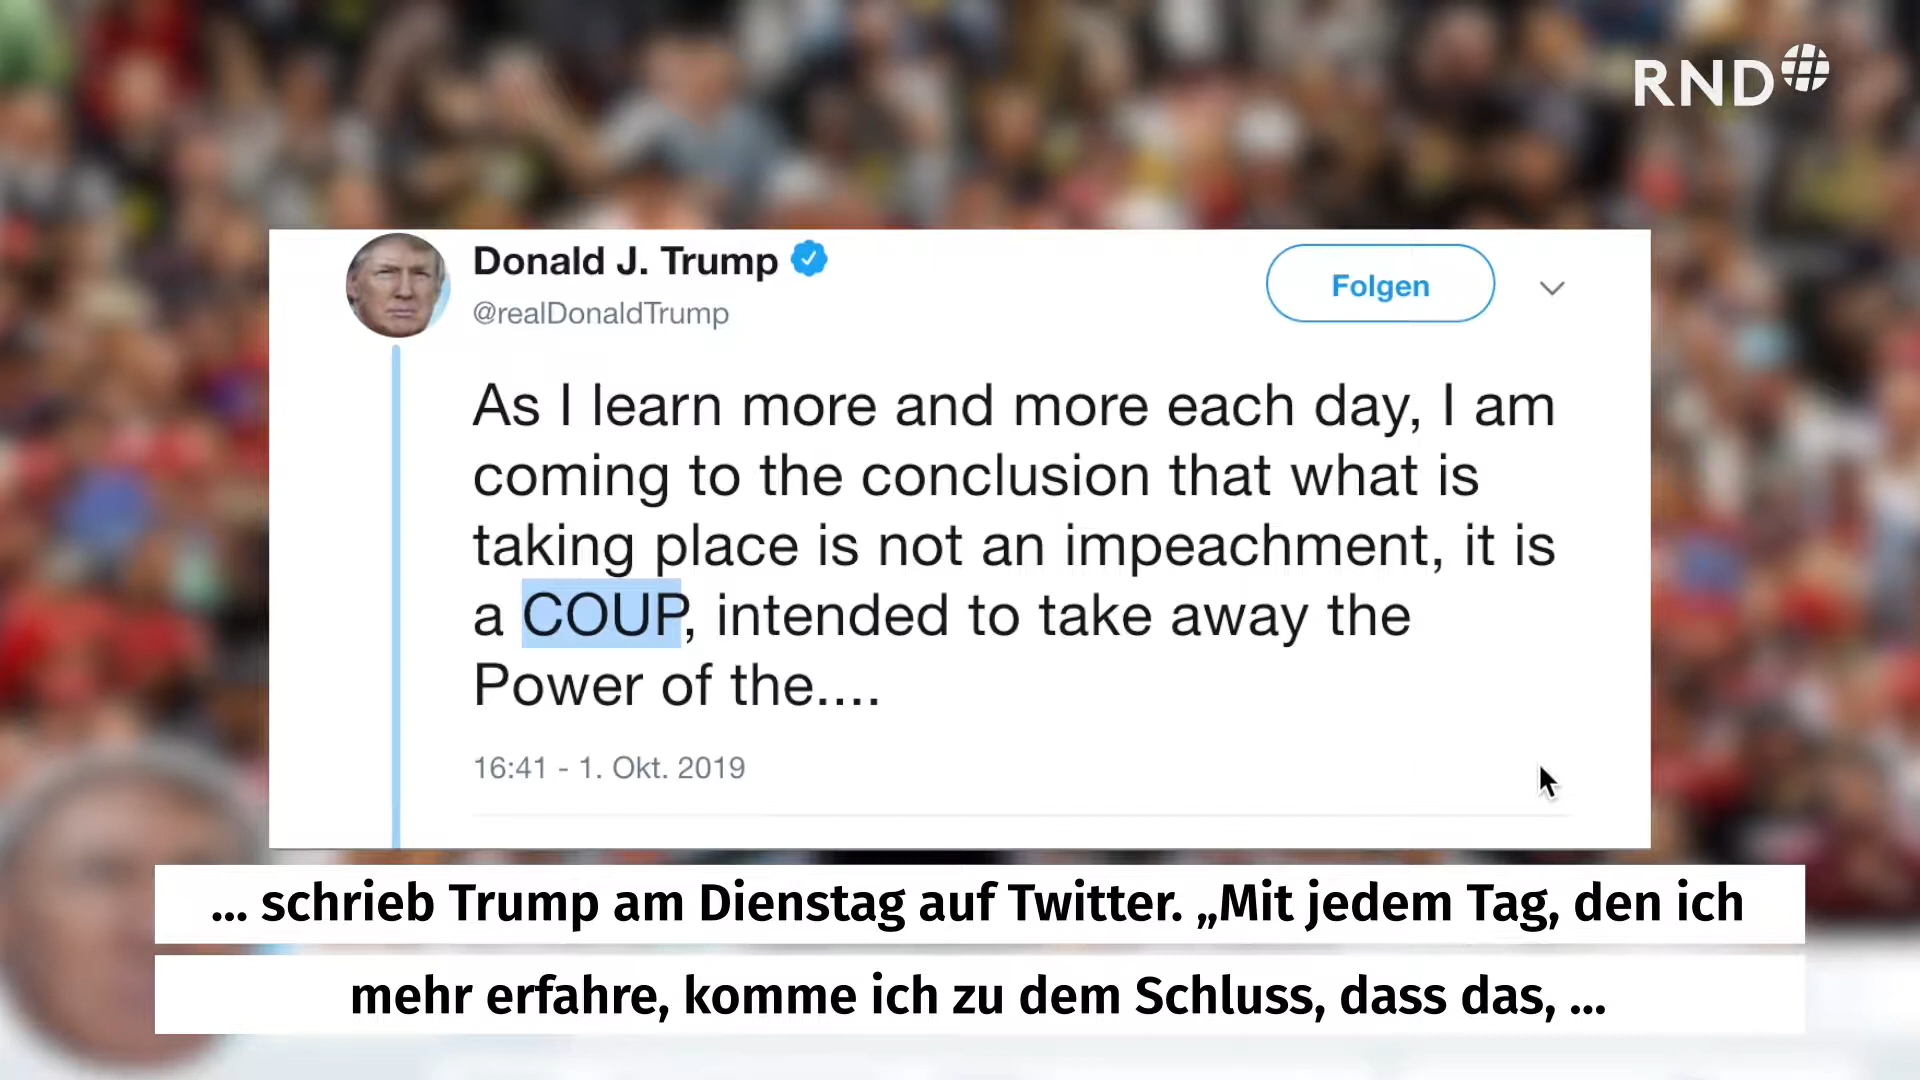 RND
Donald J. Trump
@realDonaldTrump
Folgen
As I learn more and more each day, I am
coming to the conclusion that what is
taking place is not an impeachment, it is
a COUP, intended to take away the
Power of the....
16:41 - 1. Okt. 2019
... schrieb Trump am Dienstag auf Twitter. „Mit jedem Tag, den ich
mehr erfahre, komme ich zu dem Schluss, dass das, ...